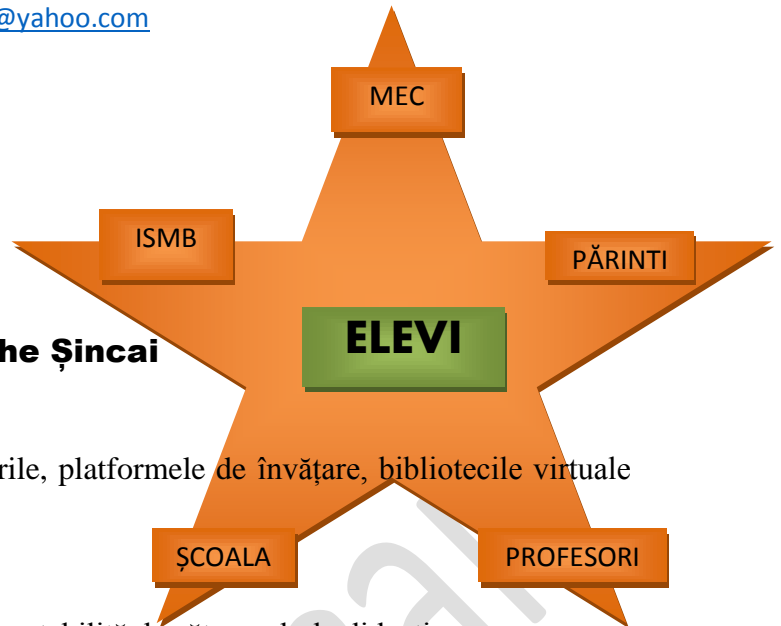 @yahoo.com
MEC
ISMB
PĂRINTI
ELEVI
he Șincai
rile, platformele de învățare, bibliotecile virtuale
ȘCOALA
PROFESORI